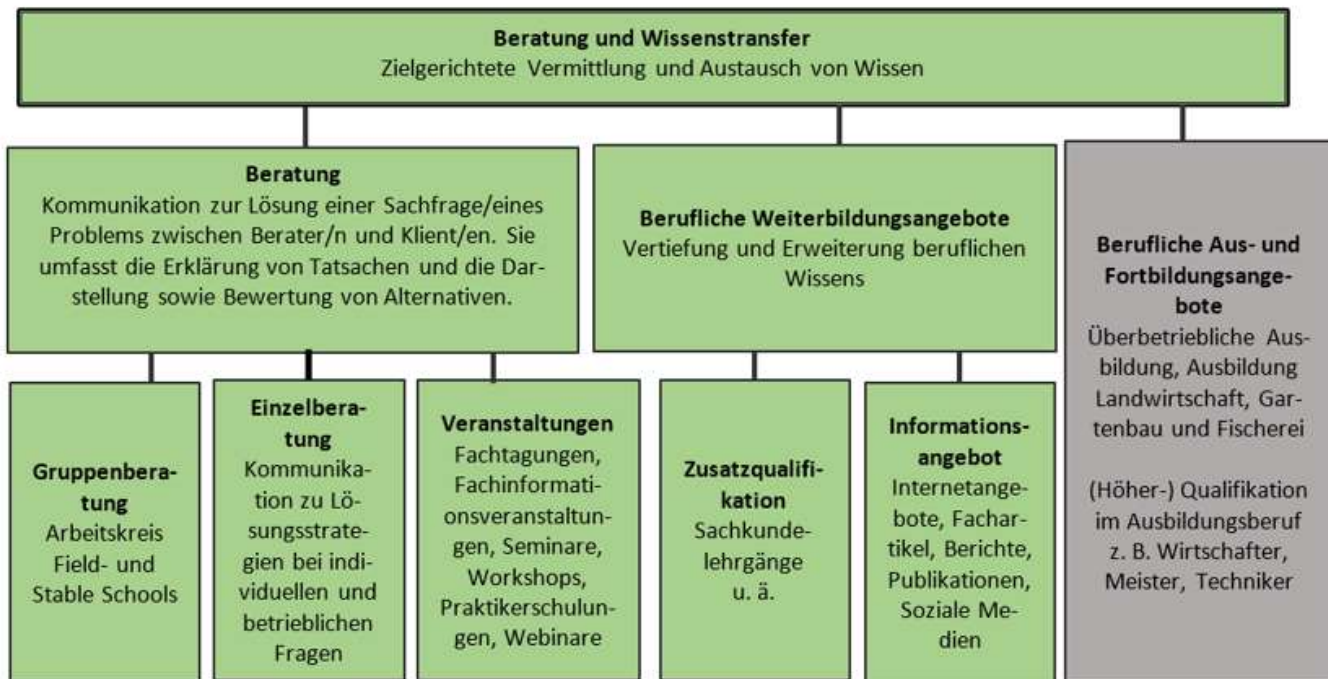 Beratung und Wissenstransfer
Zielgerichtete Vermittlung und Austausch von Wissen
Beratung
Kommunikation zur Lösung einer Sachfrage/eines
Problems zwischen Berater/n und Klient/en. Sie
umfasst die Erklärung von Tatsachen und die Dar-
stellung sowie Bewertung von Alternativen.
Berufliche Weiterbildungsangebote
Vertiefung und Erweiterung beruflichen
Wissens
Berufliche Aus- und
Fortbildungsange-
bote
Überbetriebliche Aus-
bildung, Ausbildung
Landwirtschaft, Gar-
tenbau und Fischerei
(Höher-) Qualifikation
im Ausbildungsberuf
z. B. Wirtschafter,
Meister, Techniker
Gruppenbera-
tung
Arbeitskreis
Field- und
Stable Schools
Einzelbera-
tung
Kommunika-
tion zu Lö-
sungsstrate-
gien bei indi-
viduellen und
betrieblichen
Fragen
Veranstaltungen
Fachtagungen,
Fachinformati-
onsveranstaltun-
gen, Seminare,
Workshops,
Praktikerschulun-
gen, Webinare
Zusatzqualifi-
kation
Sachkunde-
lehrgänge
u. ä.
Informations-
angebot
Internetange-
bote, Fachar-
tikel, Berichte,
Publikationen,
Soziale Me-
dien